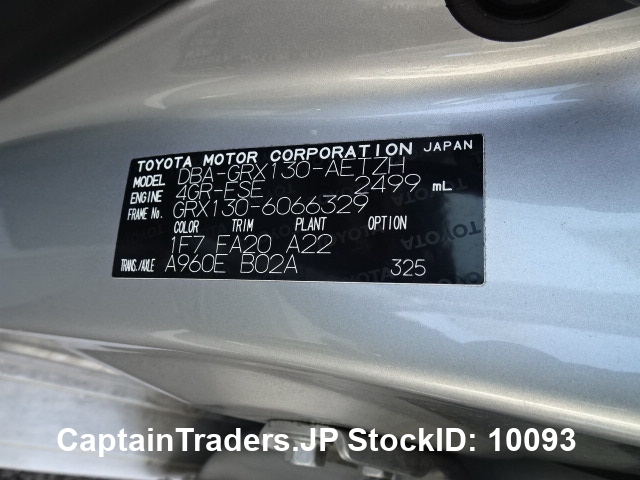 TOYOTA MOTOR CORPORATION JAPAN
MODEL DBA-GRX130-AETZH
ENGINE 4GR-FSE 2499 mL
FRAME No. GRX130-6066329
COLOR TRIM PLANT OPTION
1F7 FA20 A22
TRANS./AXLE A960E B02A 325
CaptainTraders.JP StockID: 10093